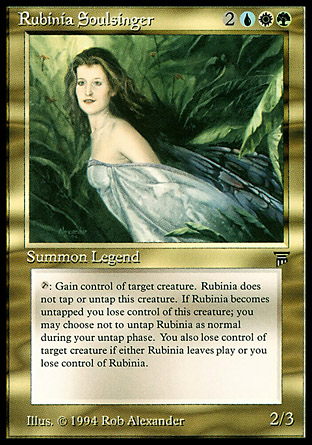 Rubinia Soulsinger 2
Summon Legend
: Gain control of target creature. Rubinia does
not tap or untap this creature. If Rubinia becomes
untapped you lose control of this creature; you
may choose not to untap Rubinia as normal
during your untap phase. You also lose control of
target creature if either Rubinia leaves play or you
lose control of Rubinia.
Illus. © 1994 Rob Alexander 2/3